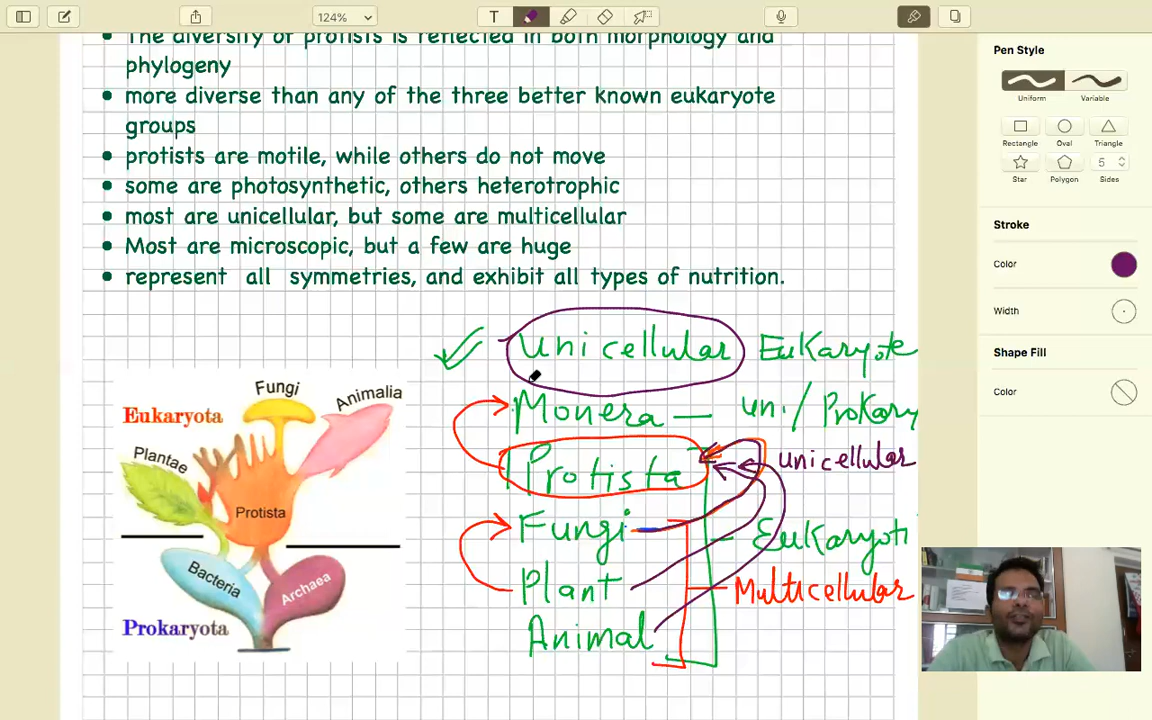 124%
T
The diversity of protists is reflected in both morphology and
phylogeny
more diverse than any of the three better known eukaryote
groups
protists are motile, while others do not move
some are photosynthetic, others heterotrophic
most are unicellular, but some are multicellular
Most are microscopic, but a few are huge
represent all symmetries, and exhibit all types of nutrition.
Unicellular Eukaryote
Monera — uni/Prokary
Protista unicellular
Fungi Eukaryoti
Plant Multicellular
Animal
Eukaryota
Fungi
Animalia
Plantae
Protista
Bacteria
Archaea
Prokaryota
Pen Style
Uniform Variable
Rectangle Oval Triangle
5
Star Polygon Sides
Stroke
Color
Width
Shape Fill
Color